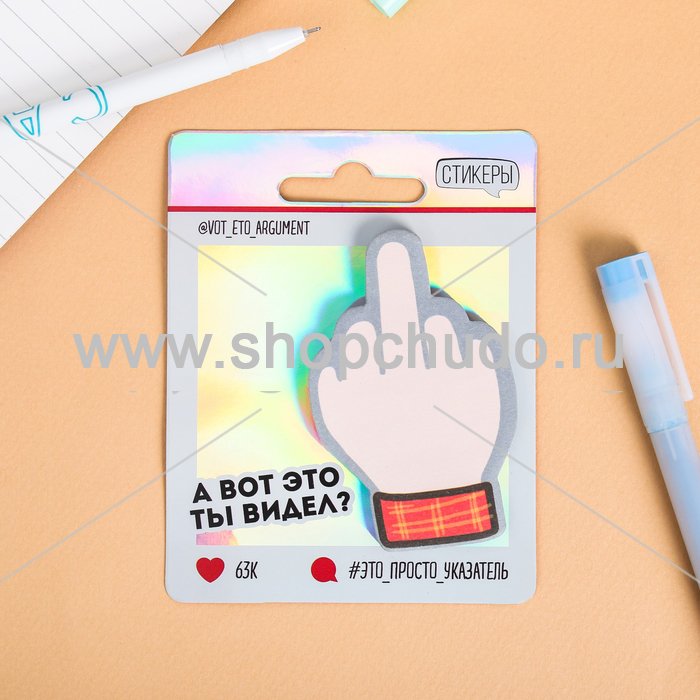 СТИКЕРЫ
@VOT_ETO_ARGUMENT
www.shopchudo.ru
А ВОТ ЭТО
ТЫ ВИДЕЛ?
63К
#ЭТО_ПРОСТО_УКАЗАТЕЛЬ